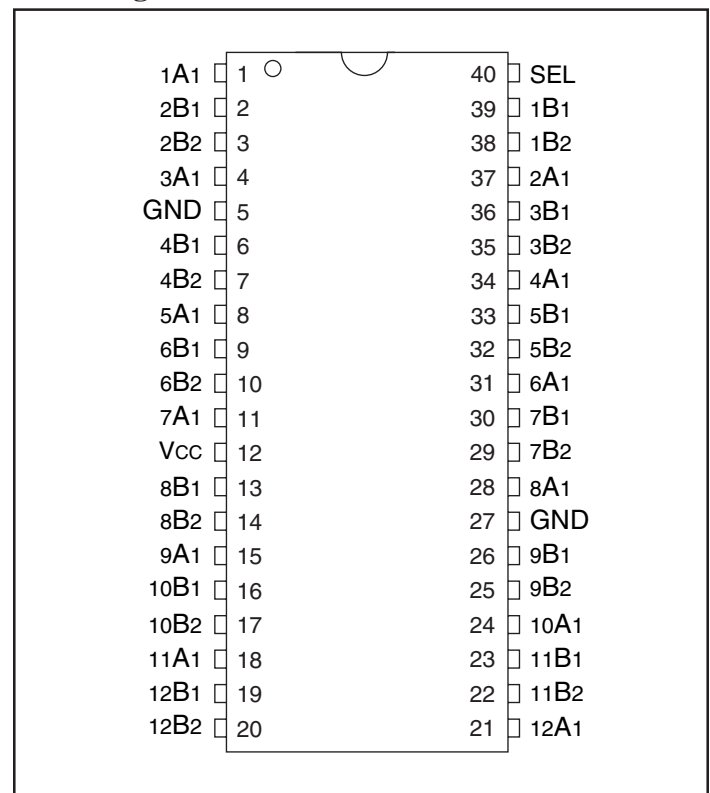 1A1 1 40 SEL
2B1 2 39 1B1
2B2 3 38 1B2
3A1 4 37 2A1
GND 5 36 3B1
4B1 6 35 3B2
4B2 7 34 4A1
5A1 8 33 5B1
6B1 9 32 5B2
6B2 10 31 6A1
7A1 11 30 7B1
VCC 12 29 7B2
8B1 13 28 8A1
8B2 14 27 GND
9A1 15 26 9B1
10B1 16 25 9B2
10B2 17 24 10A1
11A1 18 23 11B1
12B1 19 22 11B2
12B2 20 21 12A1